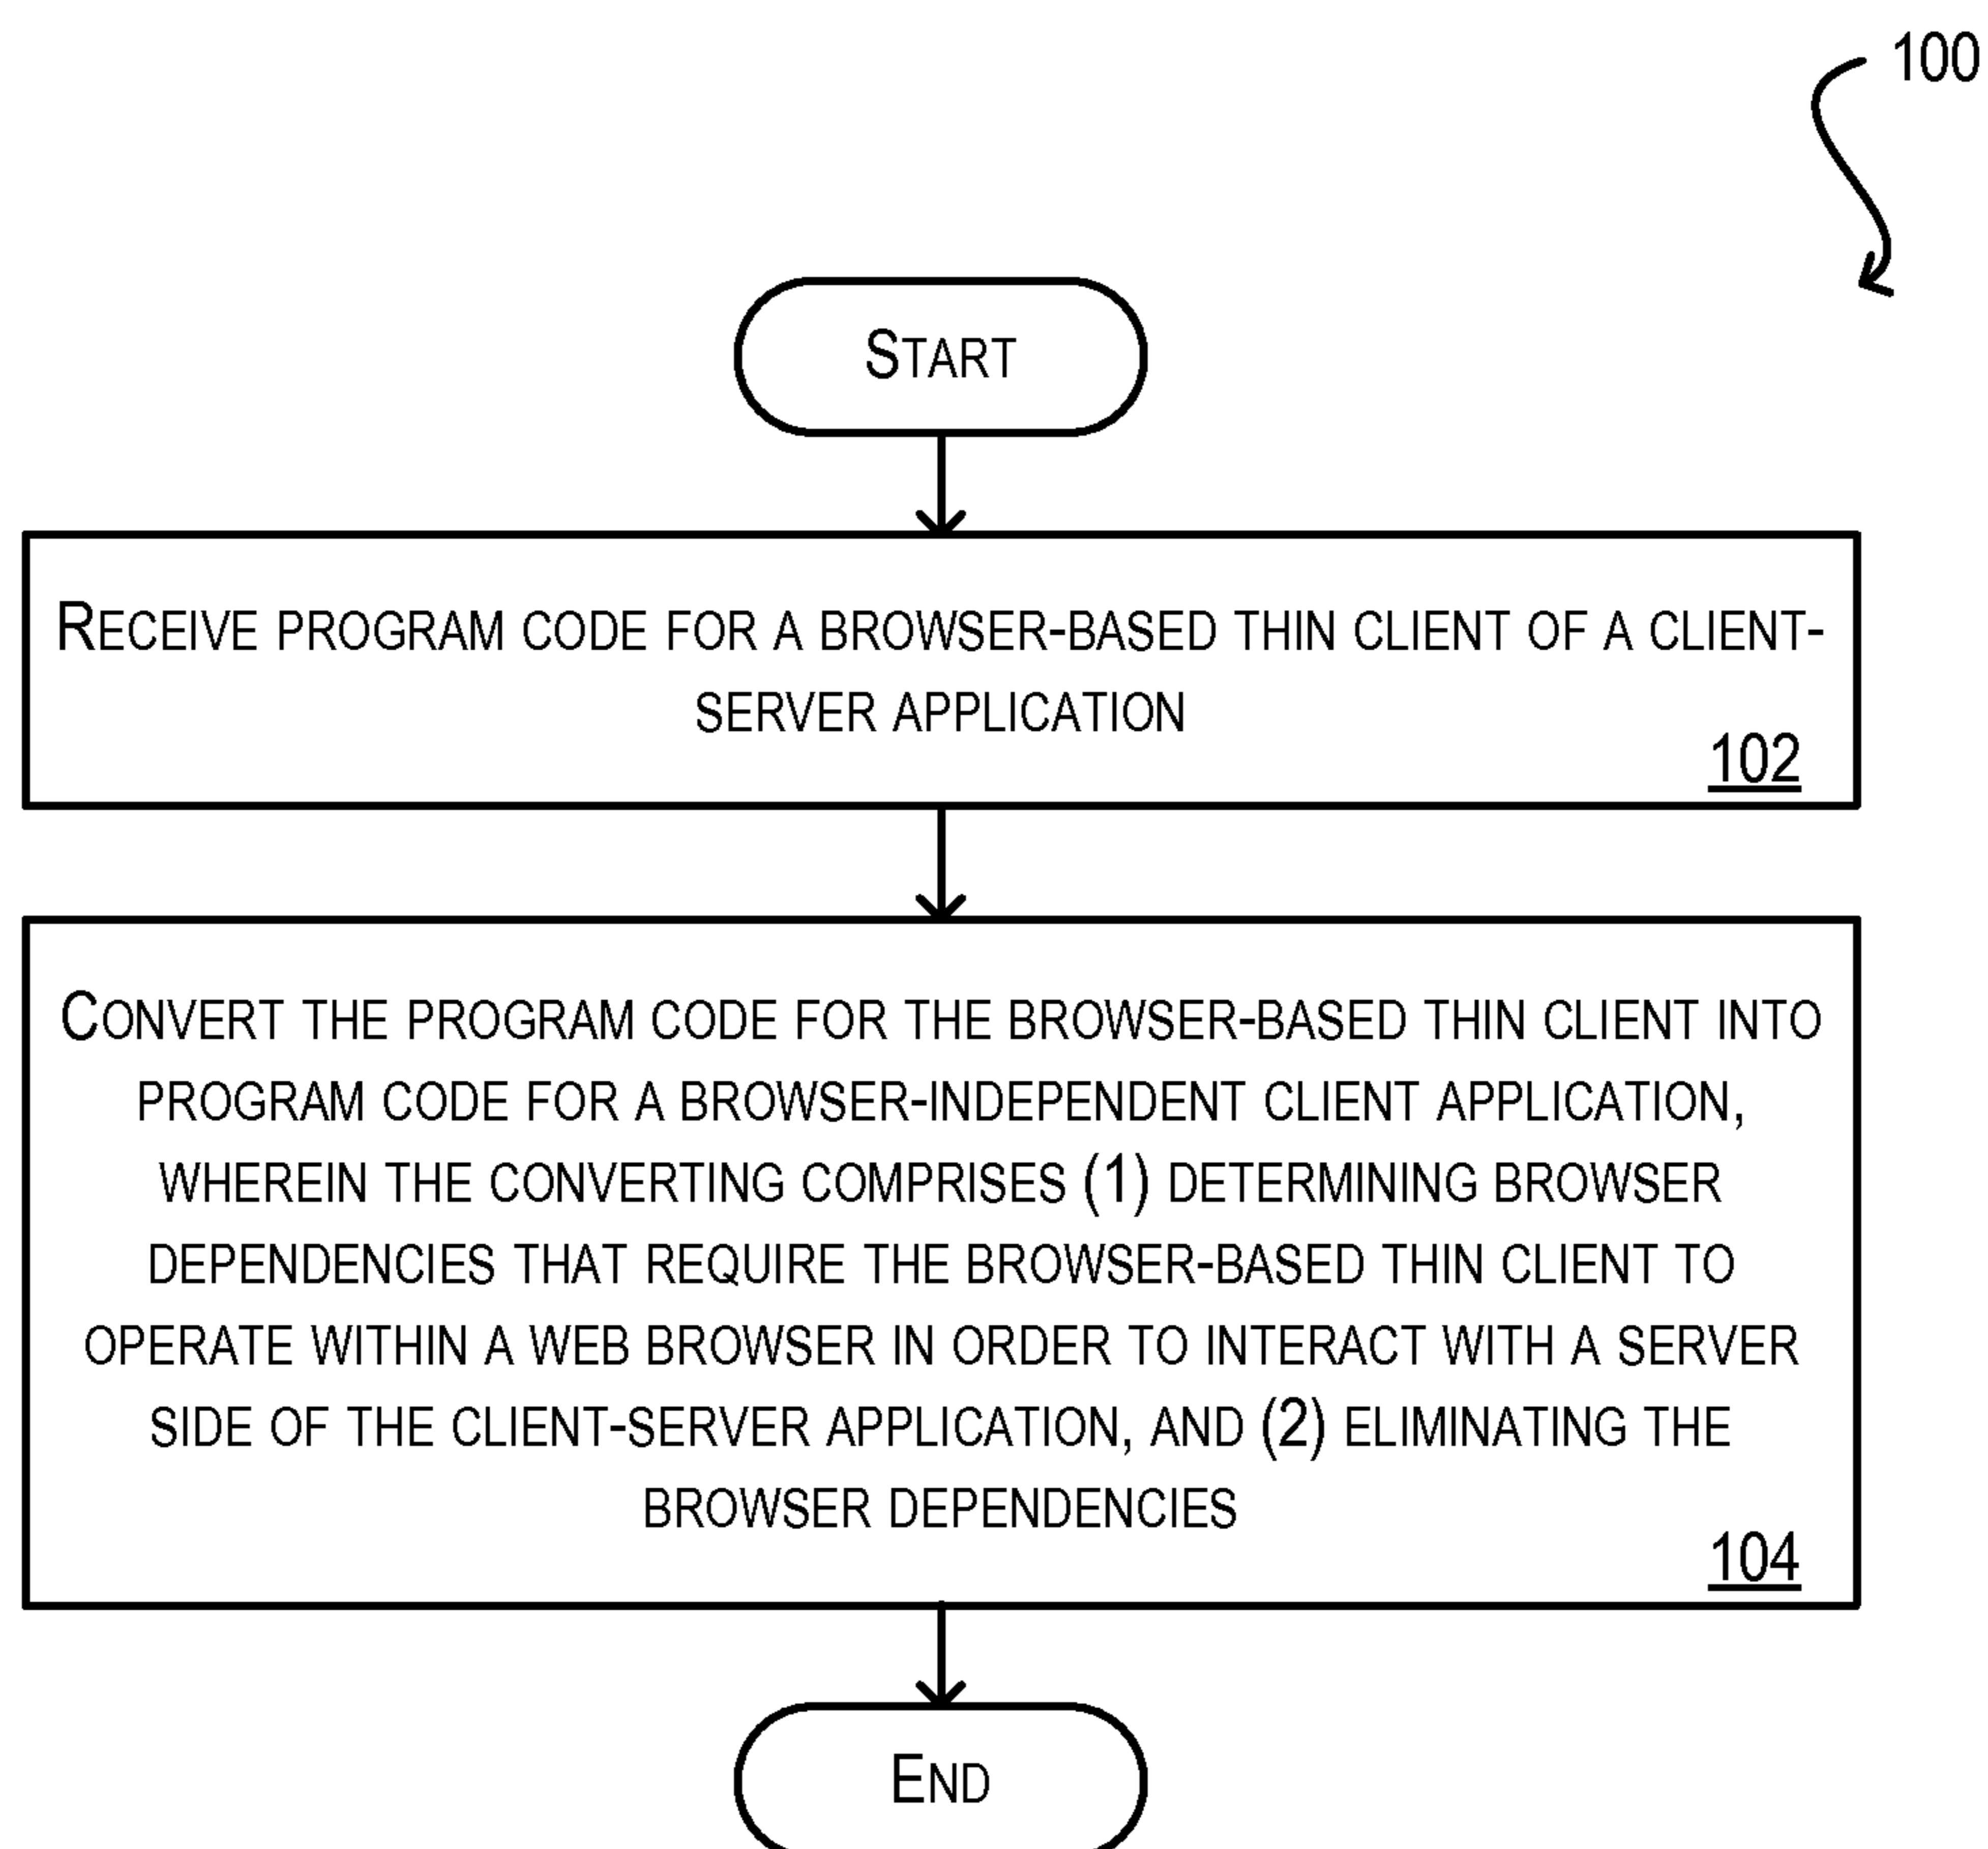 100
START
RECEIVE PROGRAM CODE FOR A BROWSER-BASED THIN CLIENT OF A CLIENT-
SERVER APPLICATION
102
CONVERT THE PROGRAM CODE FOR THE BROWSER-BASED THIN CLIENT INTO
PROGRAM CODE FOR A BROWSER-INDEPENDENT CLIENT APPLICATION,
WHEREIN THE CONVERTING COMPRISES (1) DETERMINING BROWSER
DEPENDENCIES THAT REQUIRE THE BROWSER-BASED THIN CLIENT TO
OPERATE WITHIN A WEB BROWSER IN ORDER TO INTERACT WITH A SERVER
SIDE OF THE CLIENT-SERVER APPLICATION, AND (2) ELIMINATING THE
BROWSER DEPENDENCIES
104
END